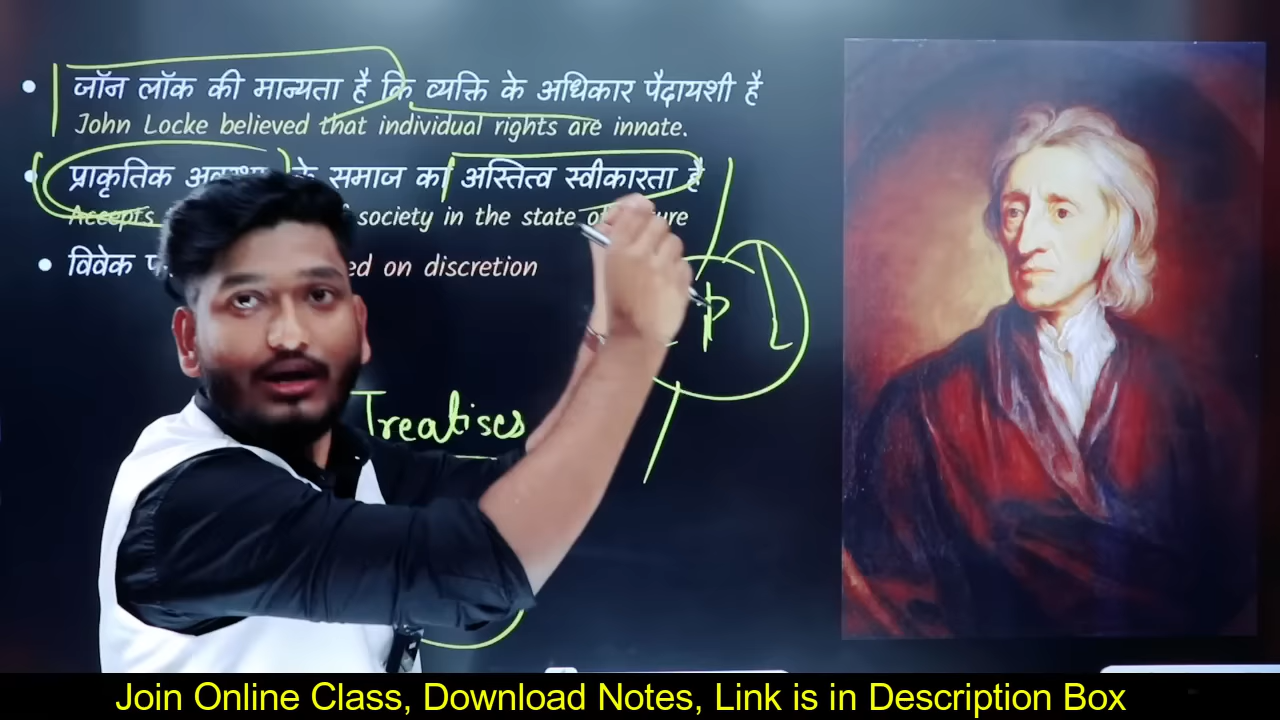 जॉन लॉक की मान्यता है कि व्यक्ति के अधिकार पैदायशी है
John Locke believed that individual rights are innate.
प्राकृतिक के समाज का अस्तित्व स्वीकारता है
Accepts society in the state
विवेक on discretion
P
Treatises
Join Online Class, Download Notes, Link is in Description Box